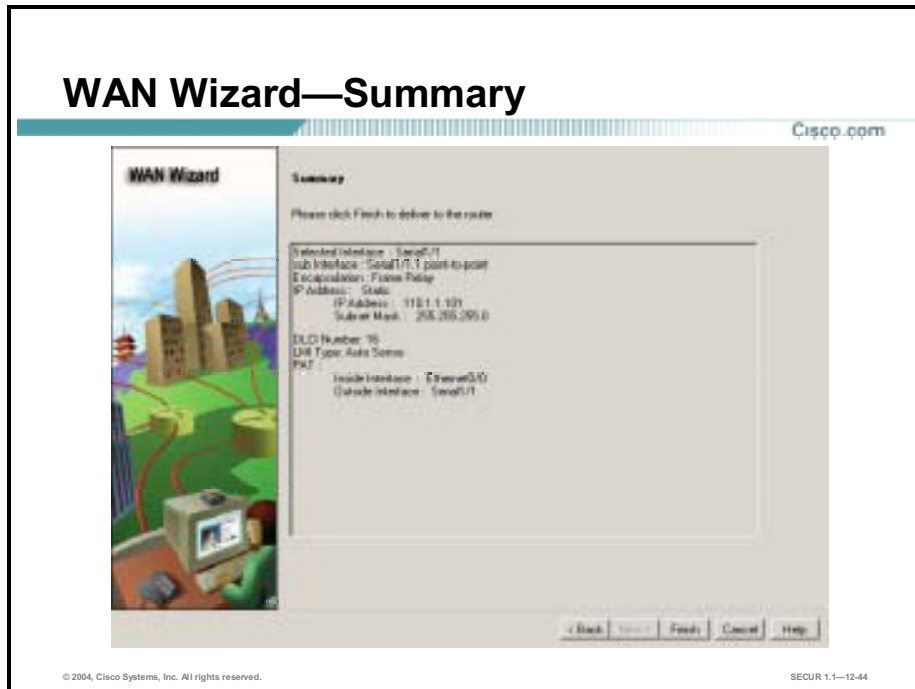 WAN Wizard—Summary
Cisco.com
WAN Wizard
Summary
Please click Finish to deliver to the router
Selected Interface : Serial1/1
sub Interface : Serial1/1.1 point-to-point
Encapsulation : Frame Relay
IP Address : Static
IP Address : 110.1.1.101
Subnet Mask : 255.255.255.0
DLCI Number: 16
LMI Type: Auto Sense
PAT :
Inside Interface : Ethernet0/0
Outside interface : Serial1/1
< Back
Finish
Cancel
Help
© 2004, Cisco Systems, Inc. All rights reserved.
SECUR 1.1—12-44